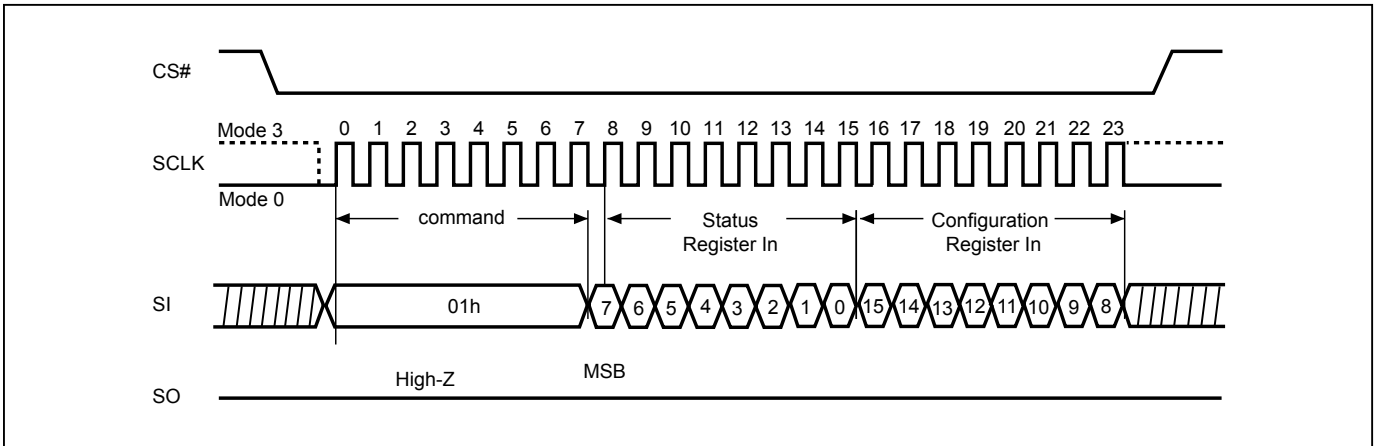 CS#
Mode 3 0 1 2 3 4 5 6 7 8 9 10 11 12 13 14 15 16 17 18 19 20 21 22 23
SCLK
Mode 0
command Status Configuration
Register In Register In
SI 01h 7 6 5 4 3 2 1 0 15 14 13 12 11 10 9 8
High-Z MSB
SO